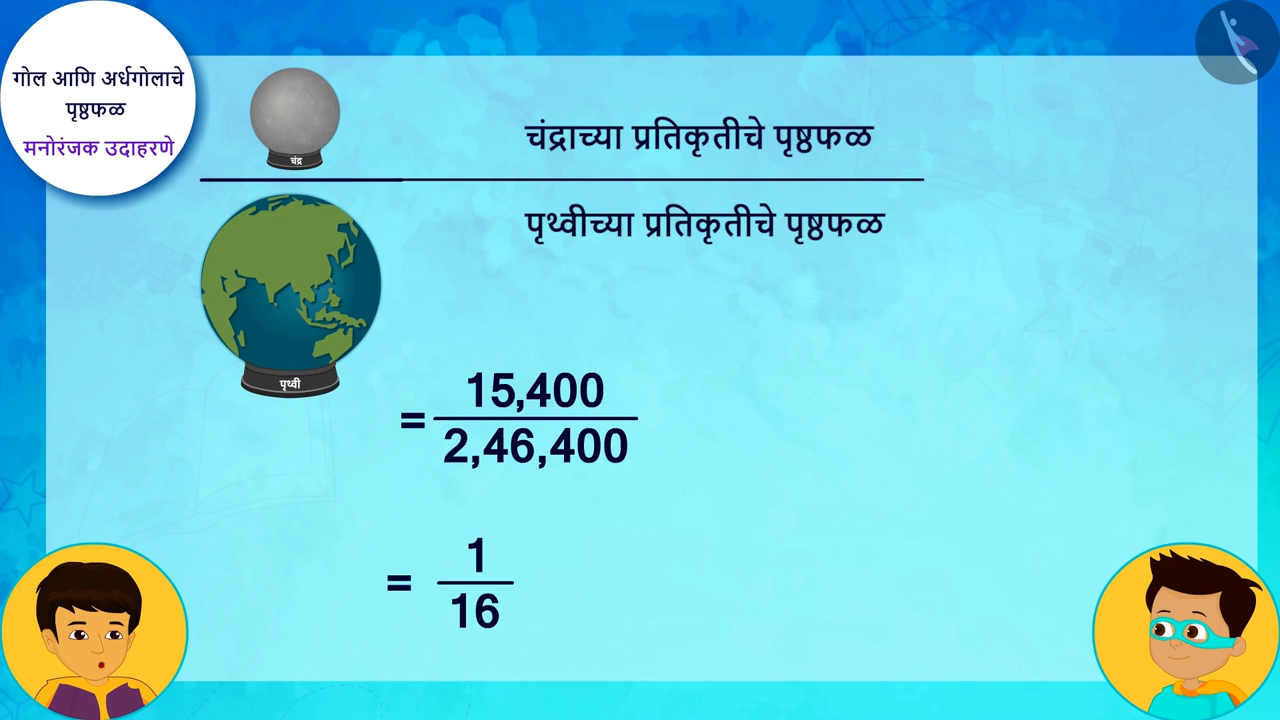 गोल आणि अर्धगोलाचे
पृष्ठफळ
मनोरंजक उदाहरणे
चंद्र
चंद्राच्या प्रतिकृतीचे पृष्ठफळ
पृथ्वीच्या प्रतिकृतीचे पृष्ठफळ
पृथ्वी
= 15,400
2,46,400
= 1
16